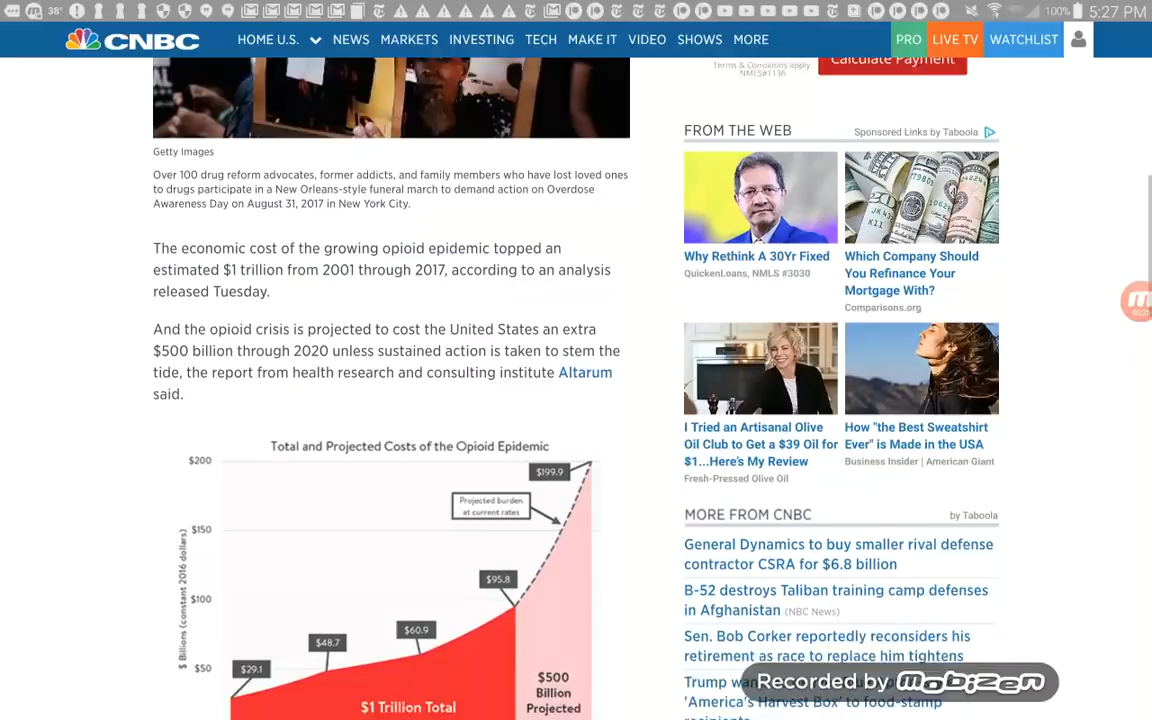 38°
100%
5:27 PM
CNBC
HOME U.S.
NEWS
MARKETS
INVESTING
TECH
MAKE IT
VIDEO
SHOWS
MORE
PRO
LIVE TV
WATCHLIST
Terms & Conditions apply.
NMLS#1136
Calculate Payment
Getty Images
Over 100 drug reform advocates, former addicts, and family members who have lost loved ones
to drugs participate in a New Orleans-style funeral march to demand action on Overdose
Awareness Day on August 31, 2017 in New York City.
The economic cost of the growing opioid epidemic topped an
estimated $1 trillion from 2001 through 2017, according to an analysis
released Tuesday.
And the opioid crisis is projected to cost the United States an extra
$500 billion through 2020 unless sustained action is taken to stem the
tide, the report from health research and consulting institute Altarum
said.
Total and Projected Costs of the Opioid Epidemic
$200
$150
$100
$50
$ Billions (constant 2016 dollars)
$199.9
Projected burden
at current rates
$95.8
$60.9
$48.7
$29.1
$1 Trillion Total
$500
Billion
Projected
FROM THE WEB
Sponsored Links by Taboola
Why Rethink A 30Yr Fixed
QuickenLoans, NMLS #3030
Which Company Should
You Refinance Your
Mortgage With?
Comparisons.org
I Tried an Artisanal Olive
Oil Club to Get a $39 Oil for
$1...Here's My Review
Fresh-Pressed Olive Oil
How "the Best Sweatshirt
Ever" is Made in the USA
Business Insider | American Giant
MORE FROM CNBC
by Taboola
General Dynamics to buy smaller rival defense
contractor CSRA for $6.8 billion
B-52 destroys Taliban training camp defenses
in Afghanistan (NBC News)
Sen. Bob Corker reportedly reconsiders his
retirement as race to replace him tightens
Trump
'America's Harvest Box' to food-stamp
Recorded by mobizen